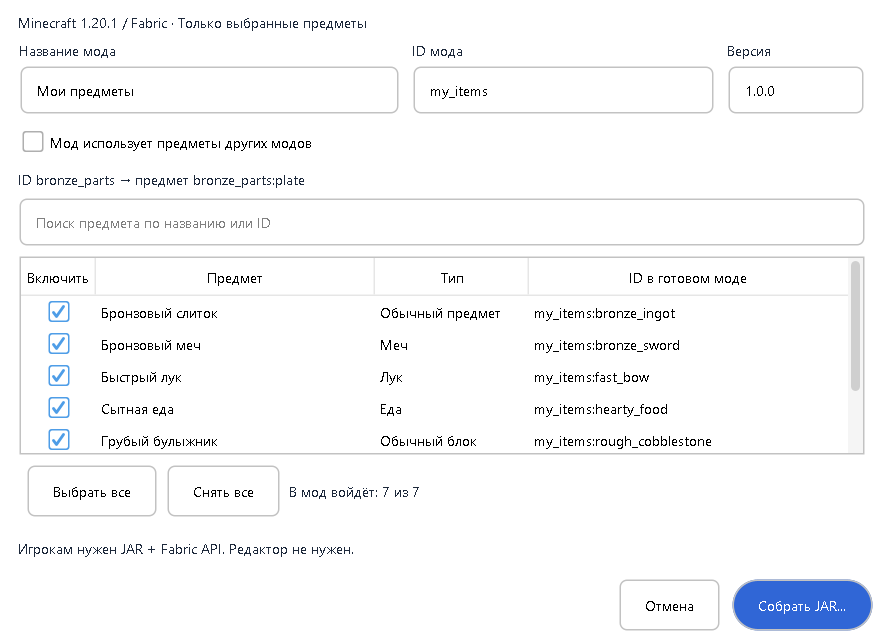 Minecraft 1.20.1 / Fabric · Только выбранные предметы
Название мода ID мода Версия
Мои предметы my_items 1.0.0
Мод использует предметы других модов
ID bronze_parts → предмет bronze_parts:plate
Поиск предмета по названию или ID
Включить Предмет Тип ID в готовом моде
Бронзовый слиток Обычный предмет my_items:bronze_ingot
Бронзовый меч Меч my_items:bronze_sword
Быстрый лук Лук my_items:fast_bow
Сытная еда Еда my_items:hearty_food
Грубый булыжник Обычный блок my_items:rough_cobblestone
Выбрать все Снять все В мод войдёт: 7 из 7
Игрокам нужен JAR + Fabric API. Редактор не нужен.
Отмена Собрать JAR...